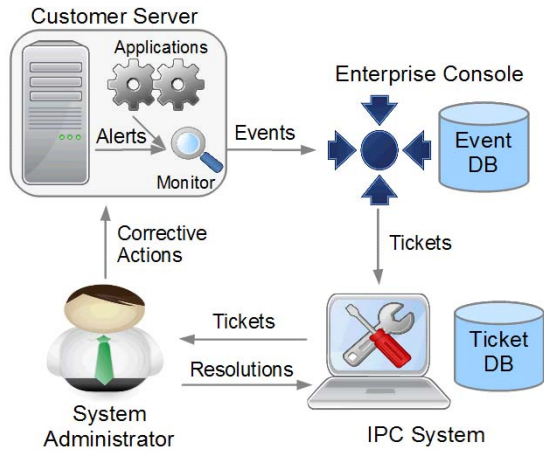 Customer Server
Applications
Alerts
Monitor
Events
Enterprise Console
Event
DB
Corrective
Actions
Tickets
Tickets
Resolutions
Ticket
DB
System
Administrator
IPC System